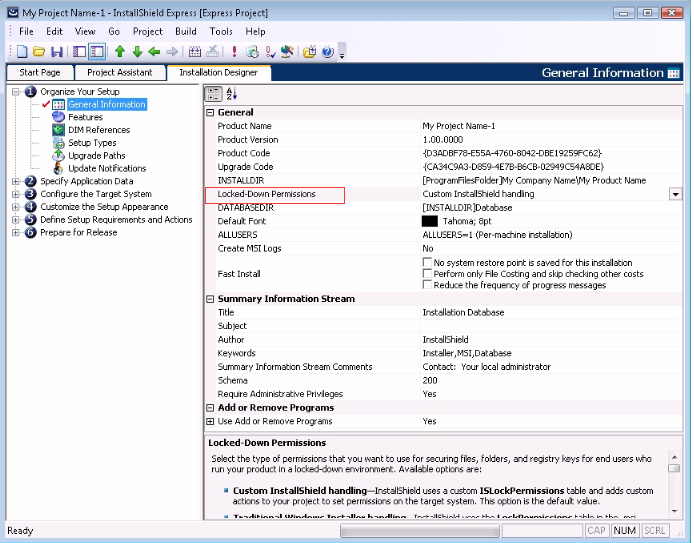 My Project Name-1 - InstallShield Express [Express Project]
File Edit View Go Project Build Tools Help
Start Page Project Assistant Installation Designer General Information
1 Organize Your Setup
General Information
Features
DIM References
Setup Types
Upgrade Paths
Update Notifications
2 Specify Application Data
3 Configure the Target System
4 Customize the Setup Appearance
5 Define Setup Requirements and Actions
6 Prepare for Release
General
Product Name My Project Name-1
Product Version 1.00.0000
Product Code {D3ADBF78-E55A-4760-8042-DBE19259FC62}
Upgrade Code {CA34C9A3-D859-4E7B-B6CB-02949C54A8DE}
INSTALLDIR [ProgramFilesFolder]My Company Name\My Product Name
Locked-Down Permissions Custom InstallShield handling
DATABASEDIR [INSTALLDIR]Database
Default Font Tahoma; 8pt
ALLUSERS ALLUSERS=1 (Per-machine installation)
Create MSI Logs No
Fast Install
No system restore point is saved for this installation
Perform only File Costing and skip checking other costs
Reduce the frequency of progress messages
Summary Information Stream
Title Installation Database
Subject
Author InstallShield
Keywords Installer,MSI,Database
Summary Information Stream Comments Contact: Your local administrator
Schema 200
Require Administrative Privileges Yes
Add or Remove Programs
Use Add or Remove Programs Yes
Locked-Down Permissions
Select the type of permissions that you want to use for securing files, folders, and registry keys for end users who
run your product in a locked-down environment. Available options are:
Custom InstallShield handling—InstallShield uses a custom ISLockPermissions table and adds custom
actions to your project to set permissions on the target system. This option is the default value.
Traditional Windows Installer handling—InstallShield uses the LockPermissions table in the .msi
Ready CAP NUM SCRL